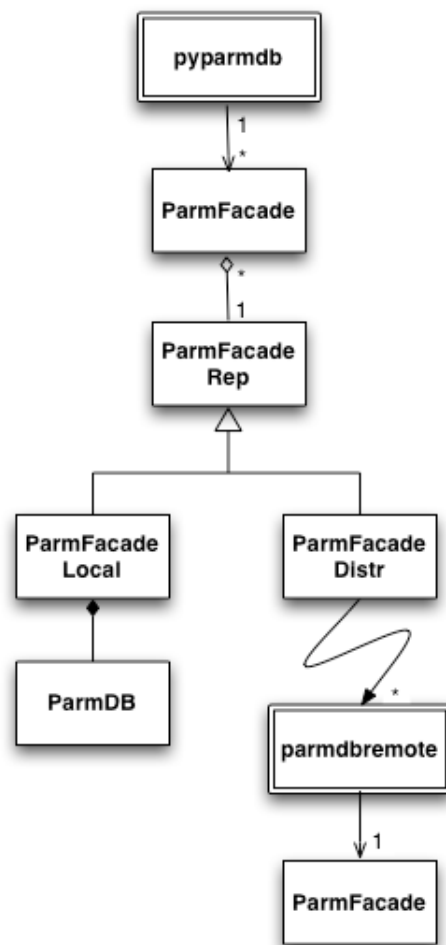 pyparmdb
1
*
ParmFacade
*
1
ParmFacade
Rep
ParmFacade
Local
ParmFacade
Distr
ParmDB
*
parmdbremote
1
ParmFacade